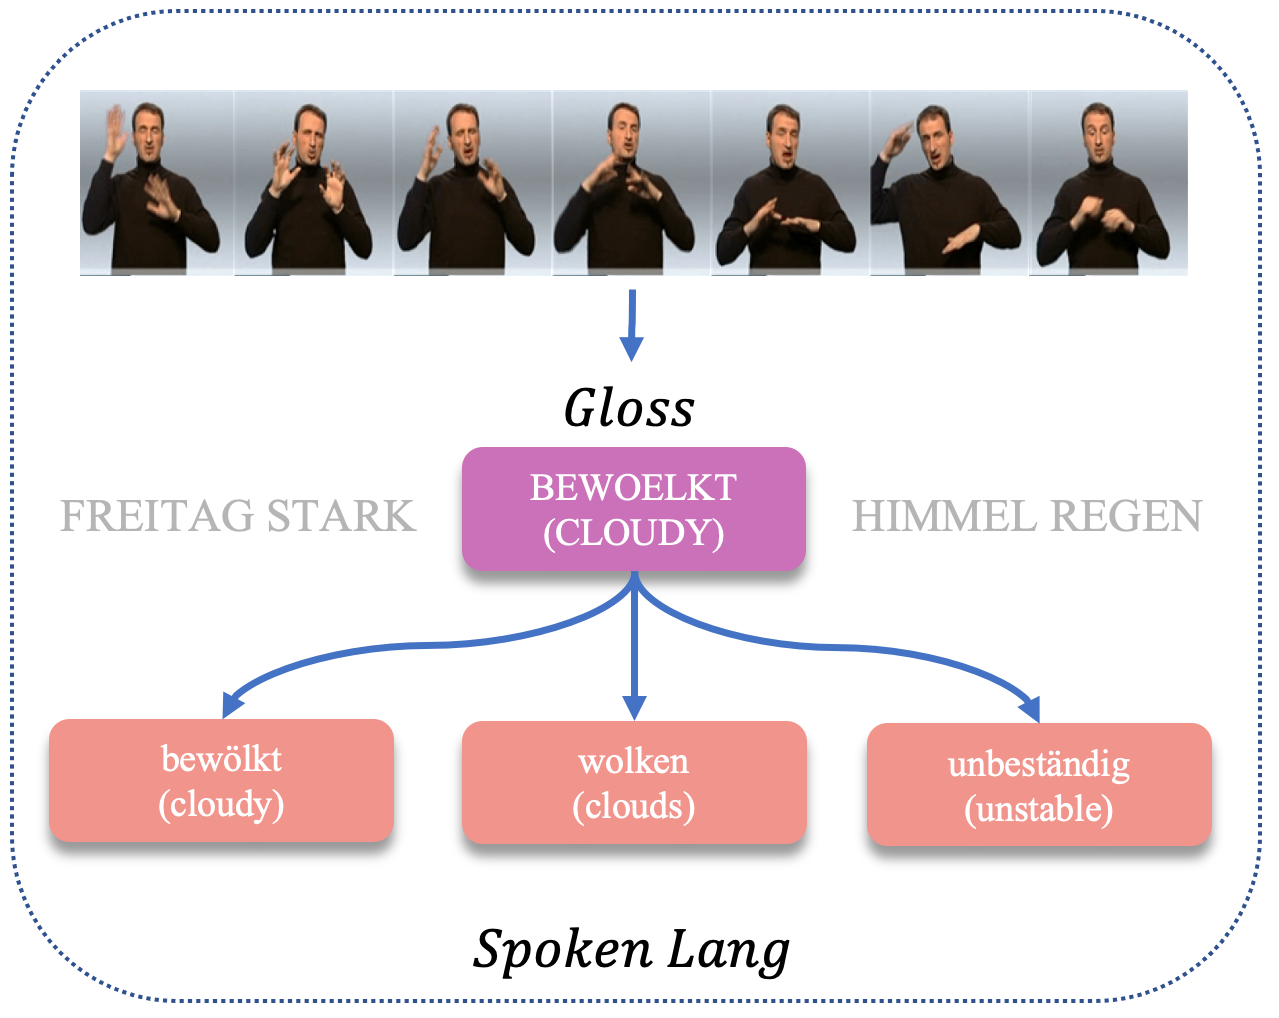 Gloss
FREITAG STARK
BEWOELKT
(CLOUDY)
HIMMEL REGEN
bewölkt
(cloudy)
wolken
(clouds)
unbeständig
(unstable)
Spoken Lang